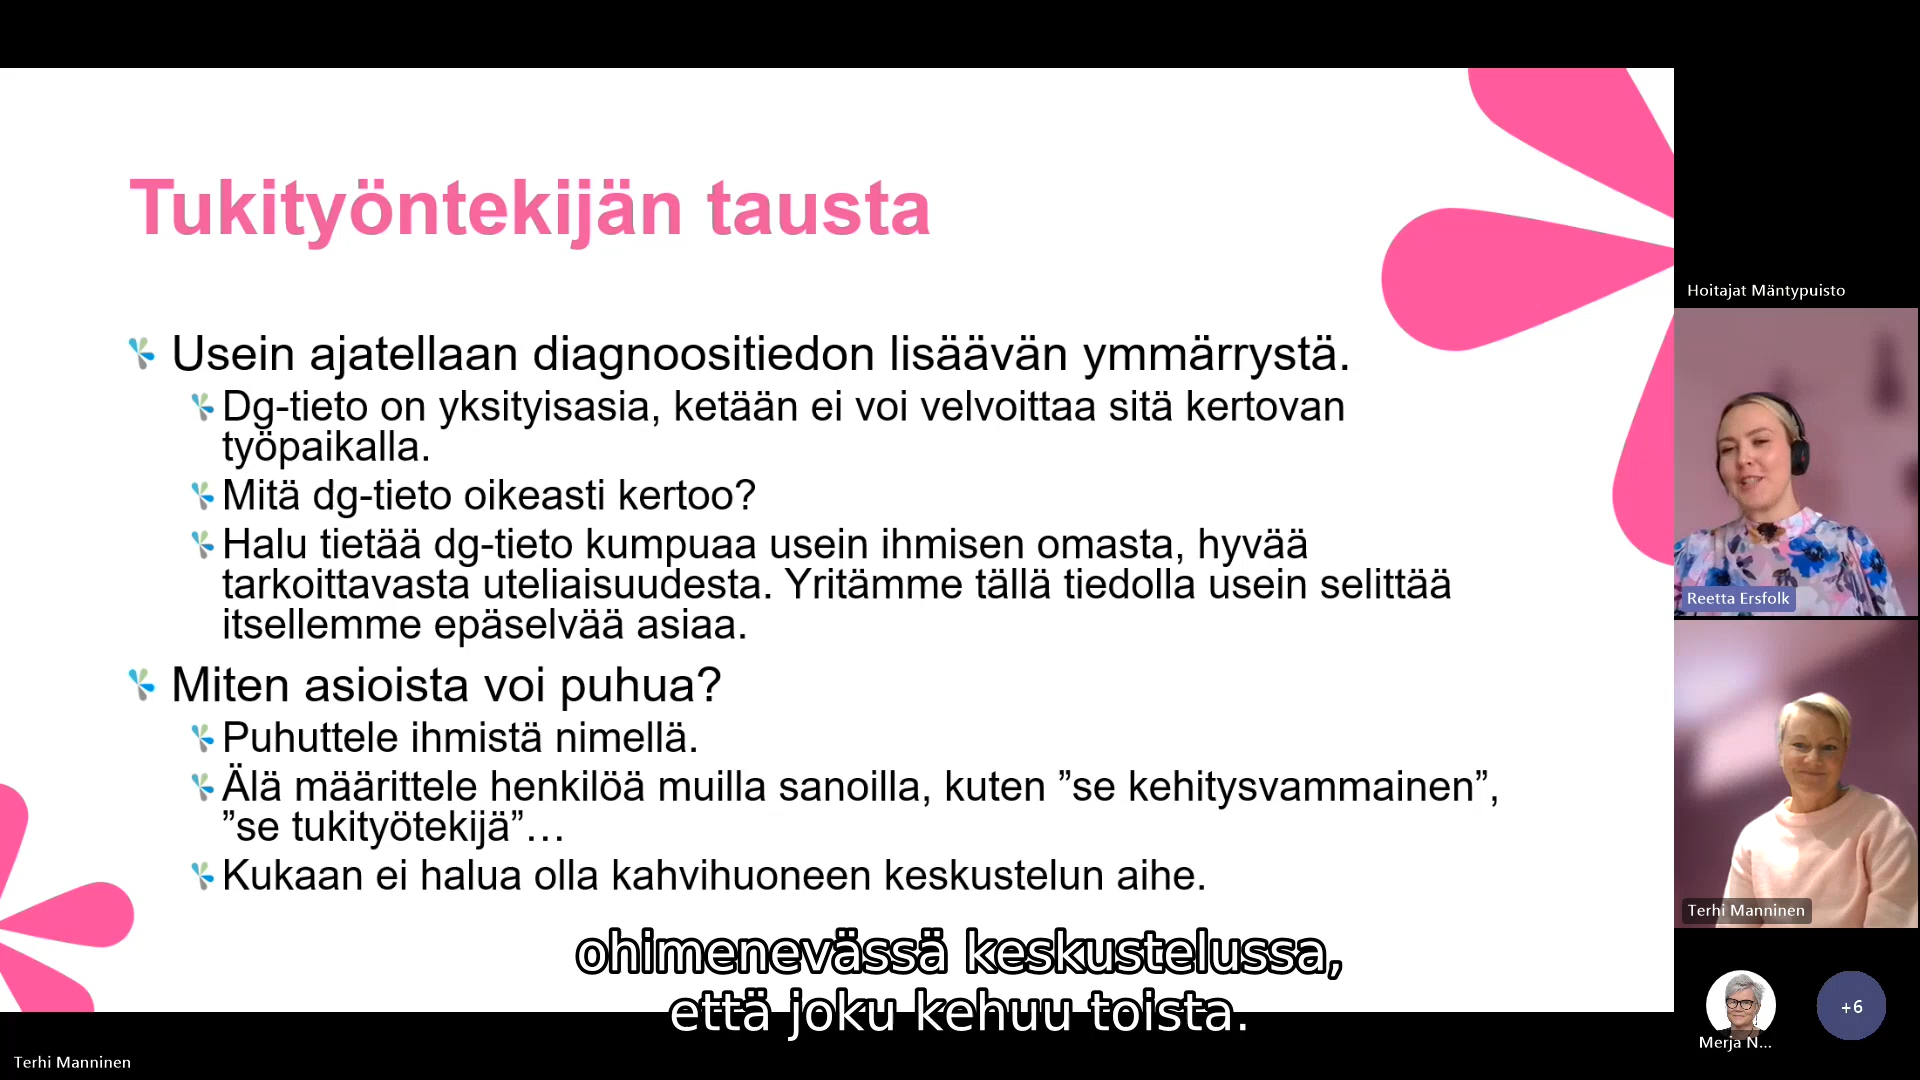 Tukityöntekijän tausta
Usein ajatellaan diagnoositiedon lisäävän ymmärrystä.
Dg-tieto on yksityisasia, ketään ei voi velvoittaa sitä kertovan
työpaikalla.
Mitä dg-tieto oikeasti kertoo?
Halu tietää dg-tieto kumpuaa usein ihmisen omasta, hyvää
tarkoittavasta uteliaisuudesta. Yritämme tällä tiedolla usein selittää
itsellemme epäselvää asiaa.
Miten asioista voi puhua?
Puhuttele ihmistä nimellä.
Älä määrittele henkilöä muilla sanoilla, kuten ”se kehitysvammainen”,
”se tukityötekijä”…
Kukaan ei halua olla kahvihuoneen keskustelun aihe.
ohimenevässä keskustelussa,
että joku kehuu toista.
Hoitajat Mäntypuisto
Reetta Ersfolk
Terhi Manninen
+6
Merja N...
Terhi Manninen